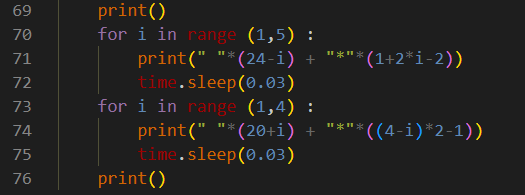 69 print()
70 for i in range (1,5) :
71 print(" "*(24-i) + "*"*(1+2*i-2))
72 time.sleep(0.03)
73 for i in range (1,4) :
74 print(" "*(20+i) + "*"*((4-i)*2-1))
75 time.sleep(0.03)
76 print()